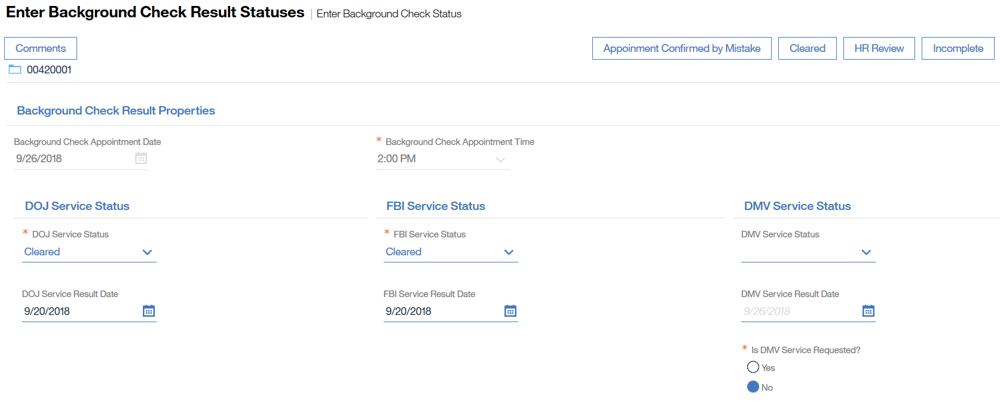 Enter Background Check Result Statuses | Enter Background Check Status
Comments Appoinment Confirmed by Mistake Cleared HR Review Incomplete
00420001
Background Check Result Properties
Background Check Appointment Date * Background Check Appointment Time
9/26/2018 2:00 PM
DOJ Service Status FBI Service Status DMV Service Status
* DOJ Service Status * FBI Service Status DMV Service Status
Cleared Cleared
DOJ Service Result Date FBI Service Result Date DMV Service Result Date
9/20/2018 9/20/2018 9/26/2018
* Is DMV Service Requested?
Yes
No